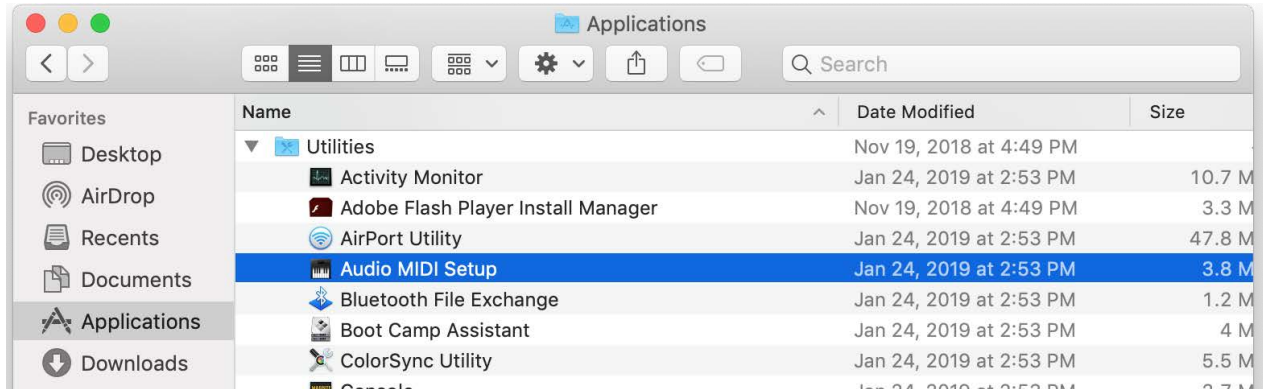 Applications
Search
Favorites
Desktop
AirDrop
Recents
Documents
Applications
Downloads
Name Date Modified Size
Utilities Nov 19, 2018 at 4:49 PM
Activity Monitor Jan 24, 2019 at 2:53 PM 10.7 M
Adobe Flash Player Install Manager Nov 19, 2018 at 4:49 PM 3.3 M
AirPort Utility Jan 24, 2019 at 2:53 PM 47.8 M
Audio MIDI Setup Jan 24, 2019 at 2:53 PM 3.8 M
Bluetooth File Exchange Jan 24, 2019 at 2:53 PM 1.2 M
Boot Camp Assistant Jan 24, 2019 at 2:53 PM 4 M
ColorSync Utility Jan 24, 2019 at 2:53 PM 5.5 M